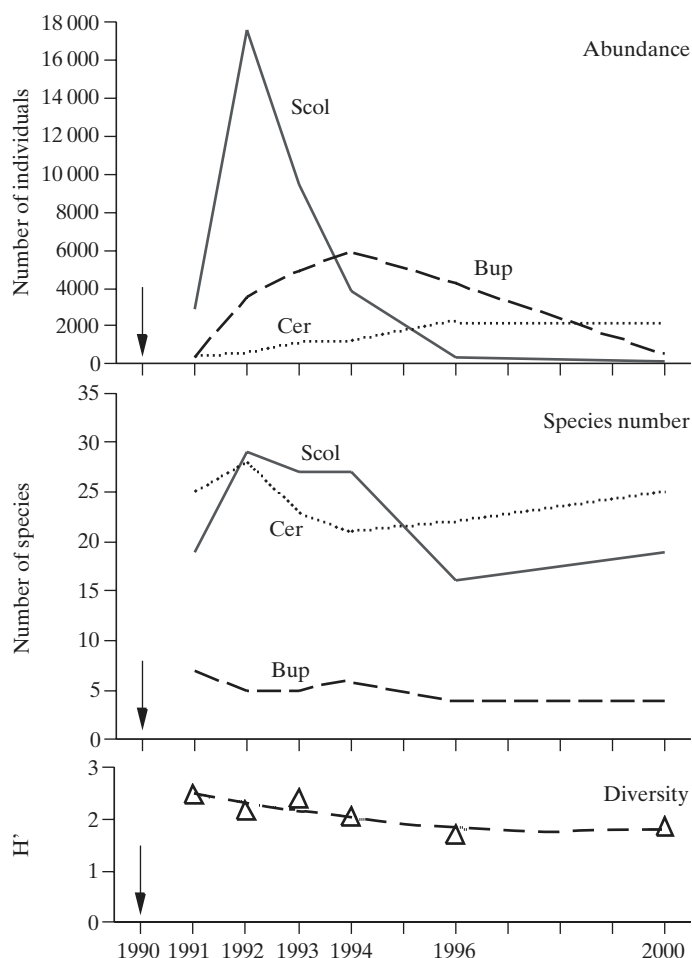 18 000
16 000
14 000
12 000
10 000
8000
6000
4000
2000
0
Number of individuals
Abundance
Scol
Bup
Cer
35
30
25
20
15
10
5
0
Number of species
Species number
Scol
Cer
Bup
3
2
1
0
H’
Diversity
1990 1991 1992 1993 1994 1996 2000